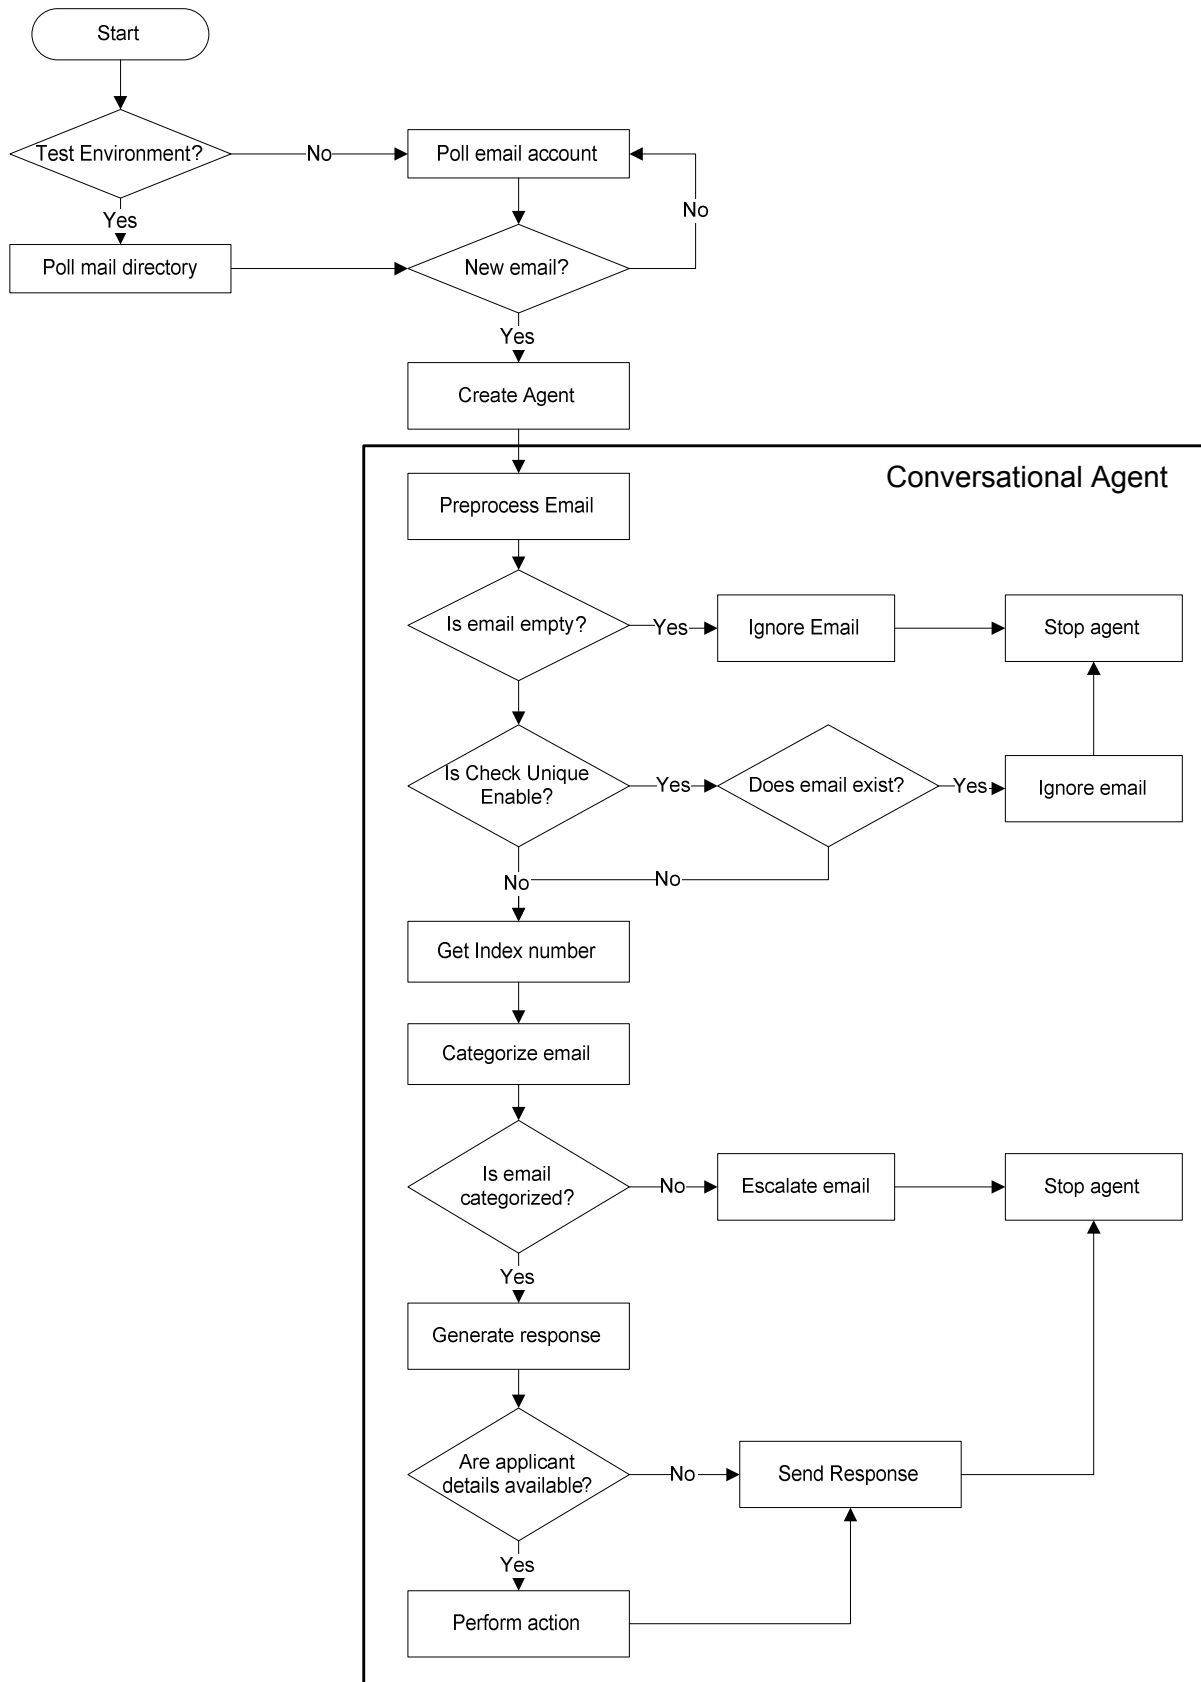 Start
Test Environment?
No
Poll email account
No
Yes
Poll mail directory
New email?
Yes
Create Agent
Conversational Agent
Preprocess Email
Is email empty?
Yes
Ignore Email
Stop agent
Is Check Unique
Enable?
Yes
Does email exist?
Yes
Ignore email
No
No
Get Index number
Categorize email
Is email
categorized?
No
Escalate email
Stop agent
Yes
Generate response
Are applicant
details available?
No
Send Response
Yes
Perform action